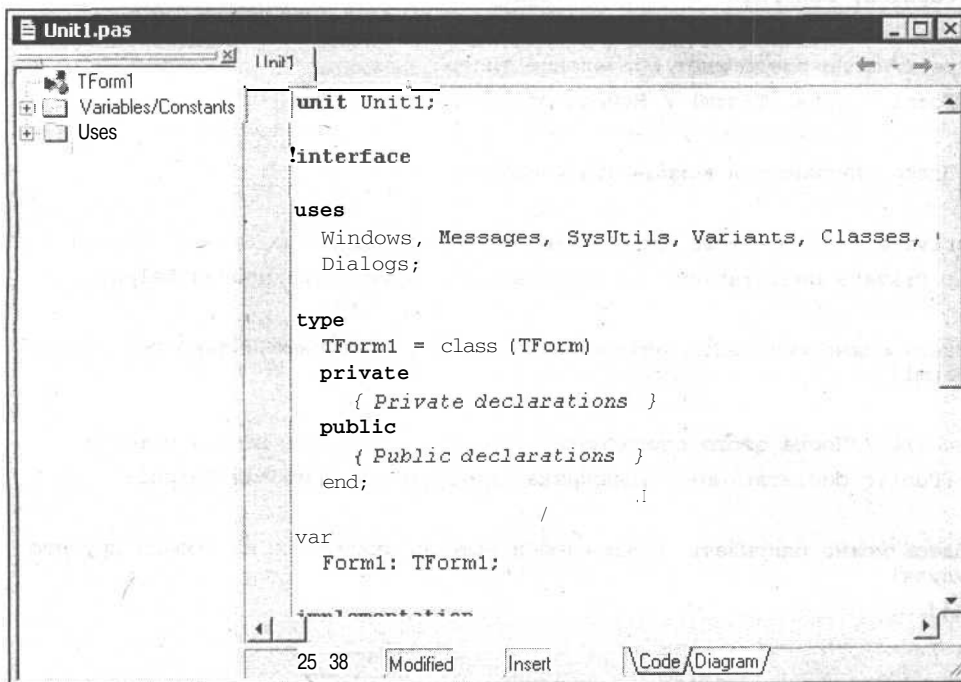 Unit1.pas
TForm1
Variables/Constants
Uses
Unit1
unit Unit1;
!interface
uses
Windows, Messages, SysUtils, Variants, Classes,
Dialogs;
type
TForm1 = class (TForm)
private
{ Private declarations }
public
{ Public declarations }
end;
var
Form1: TForm1;
implementation
25 38 Modified Insert Code Diagram